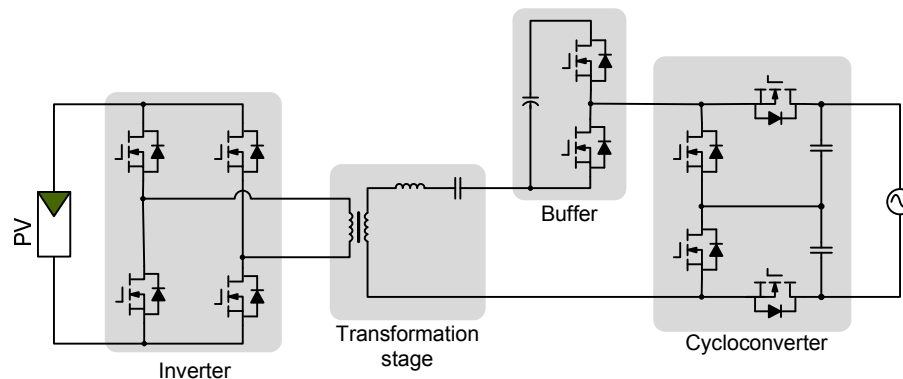 Buffer
PV
Inverter
Transformation
stage
Cycloconverter